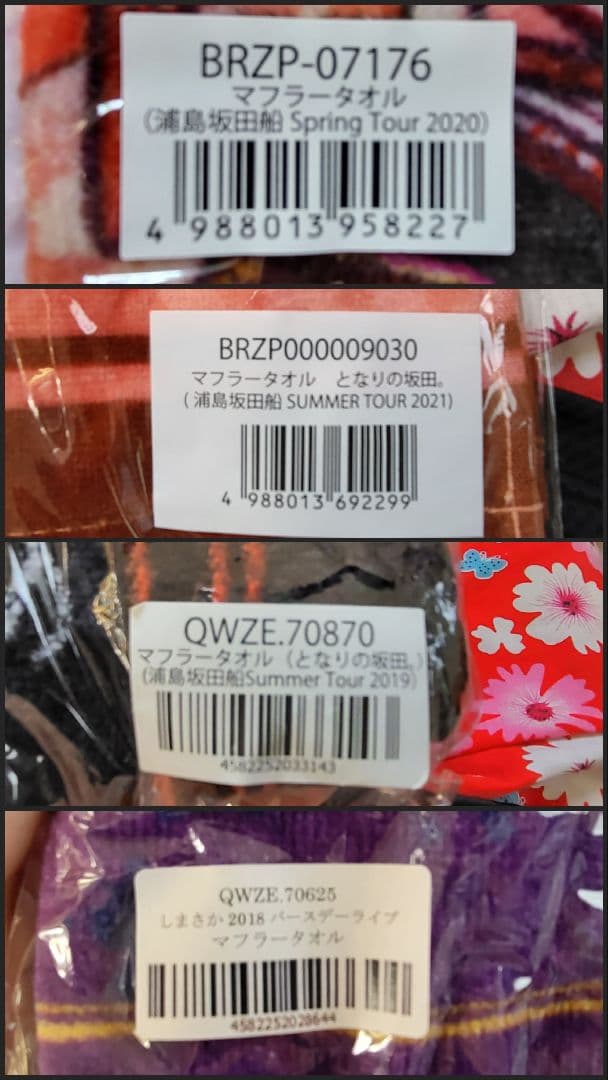 BRZP-07176
マフラータオル
（浦島坂田船 Spring Tour 2020）
4 988013 958227
BRZP000009030
マフラータオル　となりの坂田。
( 浦島坂田船 SUMMER TOUR 2021)
4 988013 692299
QWZE.70870
マフラータオル（となりの坂田。）
(浦島坂田船Summer Tour 2019)
4582252033143
QWZE.70625
しまさか 2018 バースデーライブ
マフラータオル
4582252028644